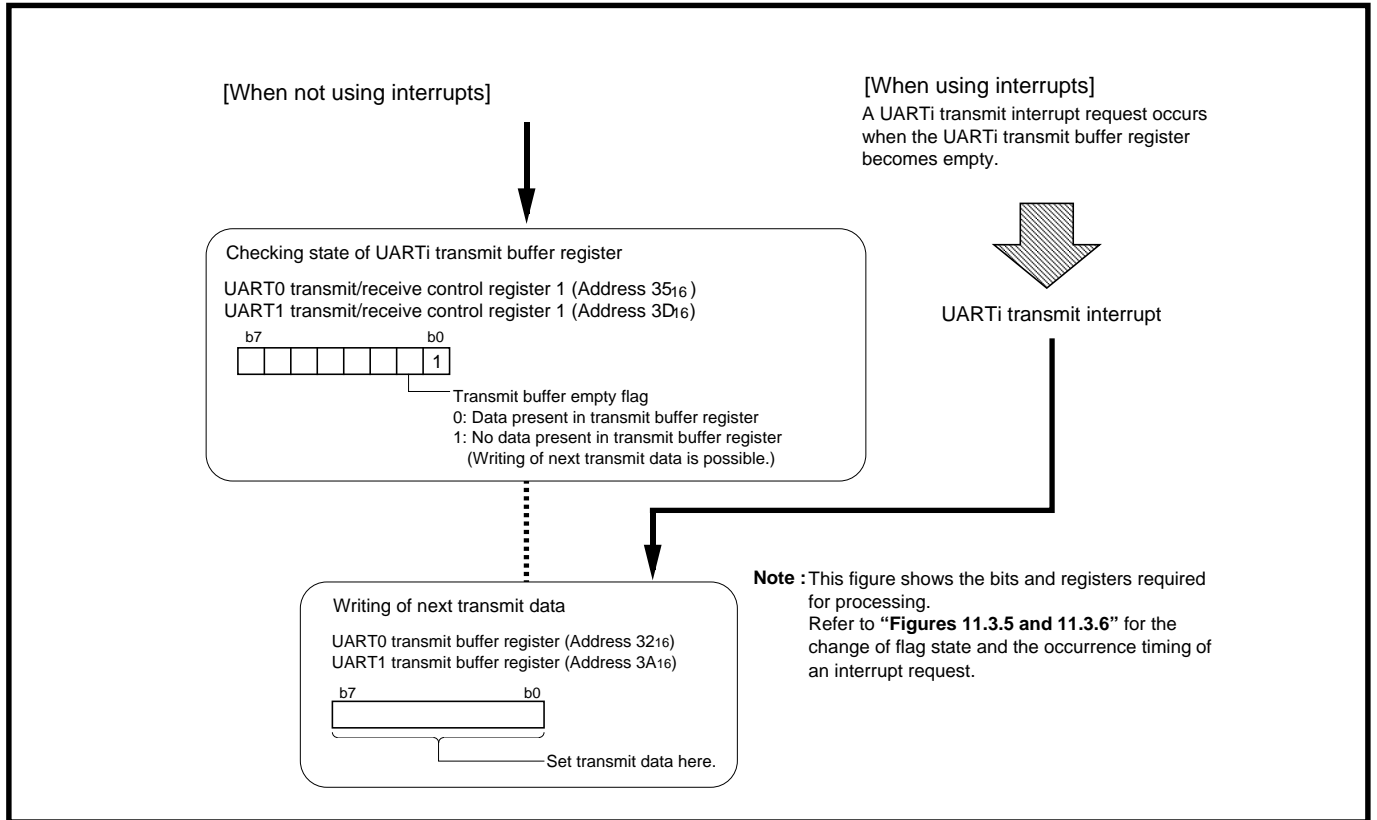 [When not using interrupts]
[When using interrupts]
A UARTi transmit interrupt request occurs
when the UARTi transmit buffer register
becomes empty.
Checking state of UARTi transmit buffer register
UART0 transmit/receive control register 1 (Address 3516)
UART1 transmit/receive control register 1 (Address 3D16)
b7 b0
1
Transmit buffer empty flag
0: Data present in transmit buffer register
1: No data present in transmit buffer register
(Writing of next transmit data is possible.)
UARTi transmit interrupt
Writing of next transmit data
UART0 transmit buffer register (Address 3216)
UART1 transmit buffer register (Address 3A16)
b7 b0
Set transmit data here.
Note : This figure shows the bits and registers required
for processing.
Refer to “Figures 11.3.5 and 11.3.6” for the
change of flag state and the occurrence timing of
an interrupt request.